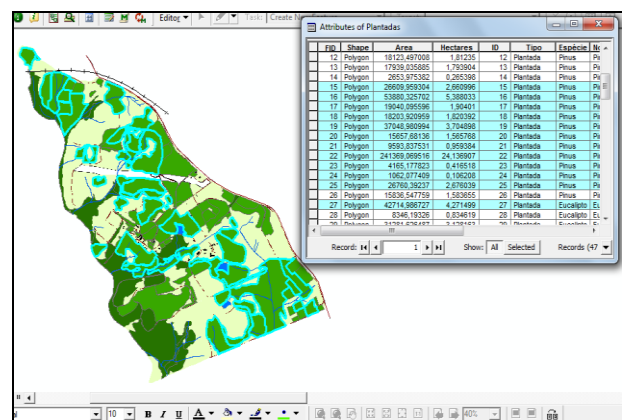 Editor Task: Create New
Attributes of Plantadas
FID Shape Area Hectares ID Tipo Espécie
12 Polygon 18123,497008 1,81235 12 Plantada Pinus
13 Polygon 17939,035885 1,793904 13 Plantada Pinus
14 Polygon 2653,975382 0,265398 14 Plantada Pinus
15 Polygon 26609,959304 2,660996 15 Plantada Pinus
16 Polygon 53880,325702 5,388033 16 Plantada Pinus
17 Polygon 19040,095596 1,90401 17 Plantada Pinus
18 Polygon 18203,920959 1,820392 18 Plantada Pinus
19 Polygon 37048,980994 3,704898 19 Plantada Pinus
20 Polygon 15657,68136 1,565768 20 Plantada Pinus
21 Polygon 9593,837531 0,959384 21 Plantada Pinus
22 Polygon 241369,069516 24,136907 22 Plantada Pinus
23 Polygon 4165,177823 0,416518 23 Plantada Pinus
24 Polygon 1062,077409 0,106208 24 Plantada Pinus
25 Polygon 26760,39237 2,676039 25 Plantada Pinus
26 Polygon 15836,547759 1,583655 26 Plantada Pinus
27 Polygon 42714,986727 4,271499 27 Plantada Eucalipto
28 Polygon 8346,19326 0,834619 28 Plantada Eucalipto
Record: 1 Show: All Selected Records (47
10 B I U A 40%